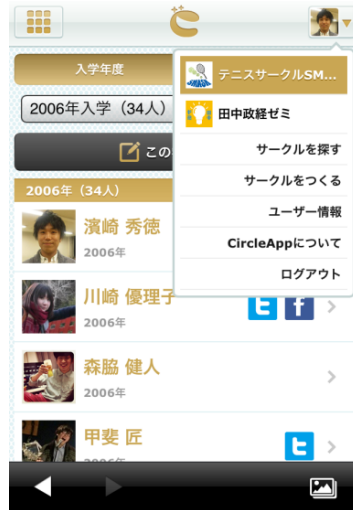 入学年度
テニスサークルSM...
2006年入学（34人）
田中政経ゼミ
この
サークルを探す
サークルをつくる
2006年（34人）
ユーザー情報
濱崎 秀徳
CircleAppについて
2006年
ログアウト
川崎 優理子
2006年
森脇 健人
2006年
甲斐 匠